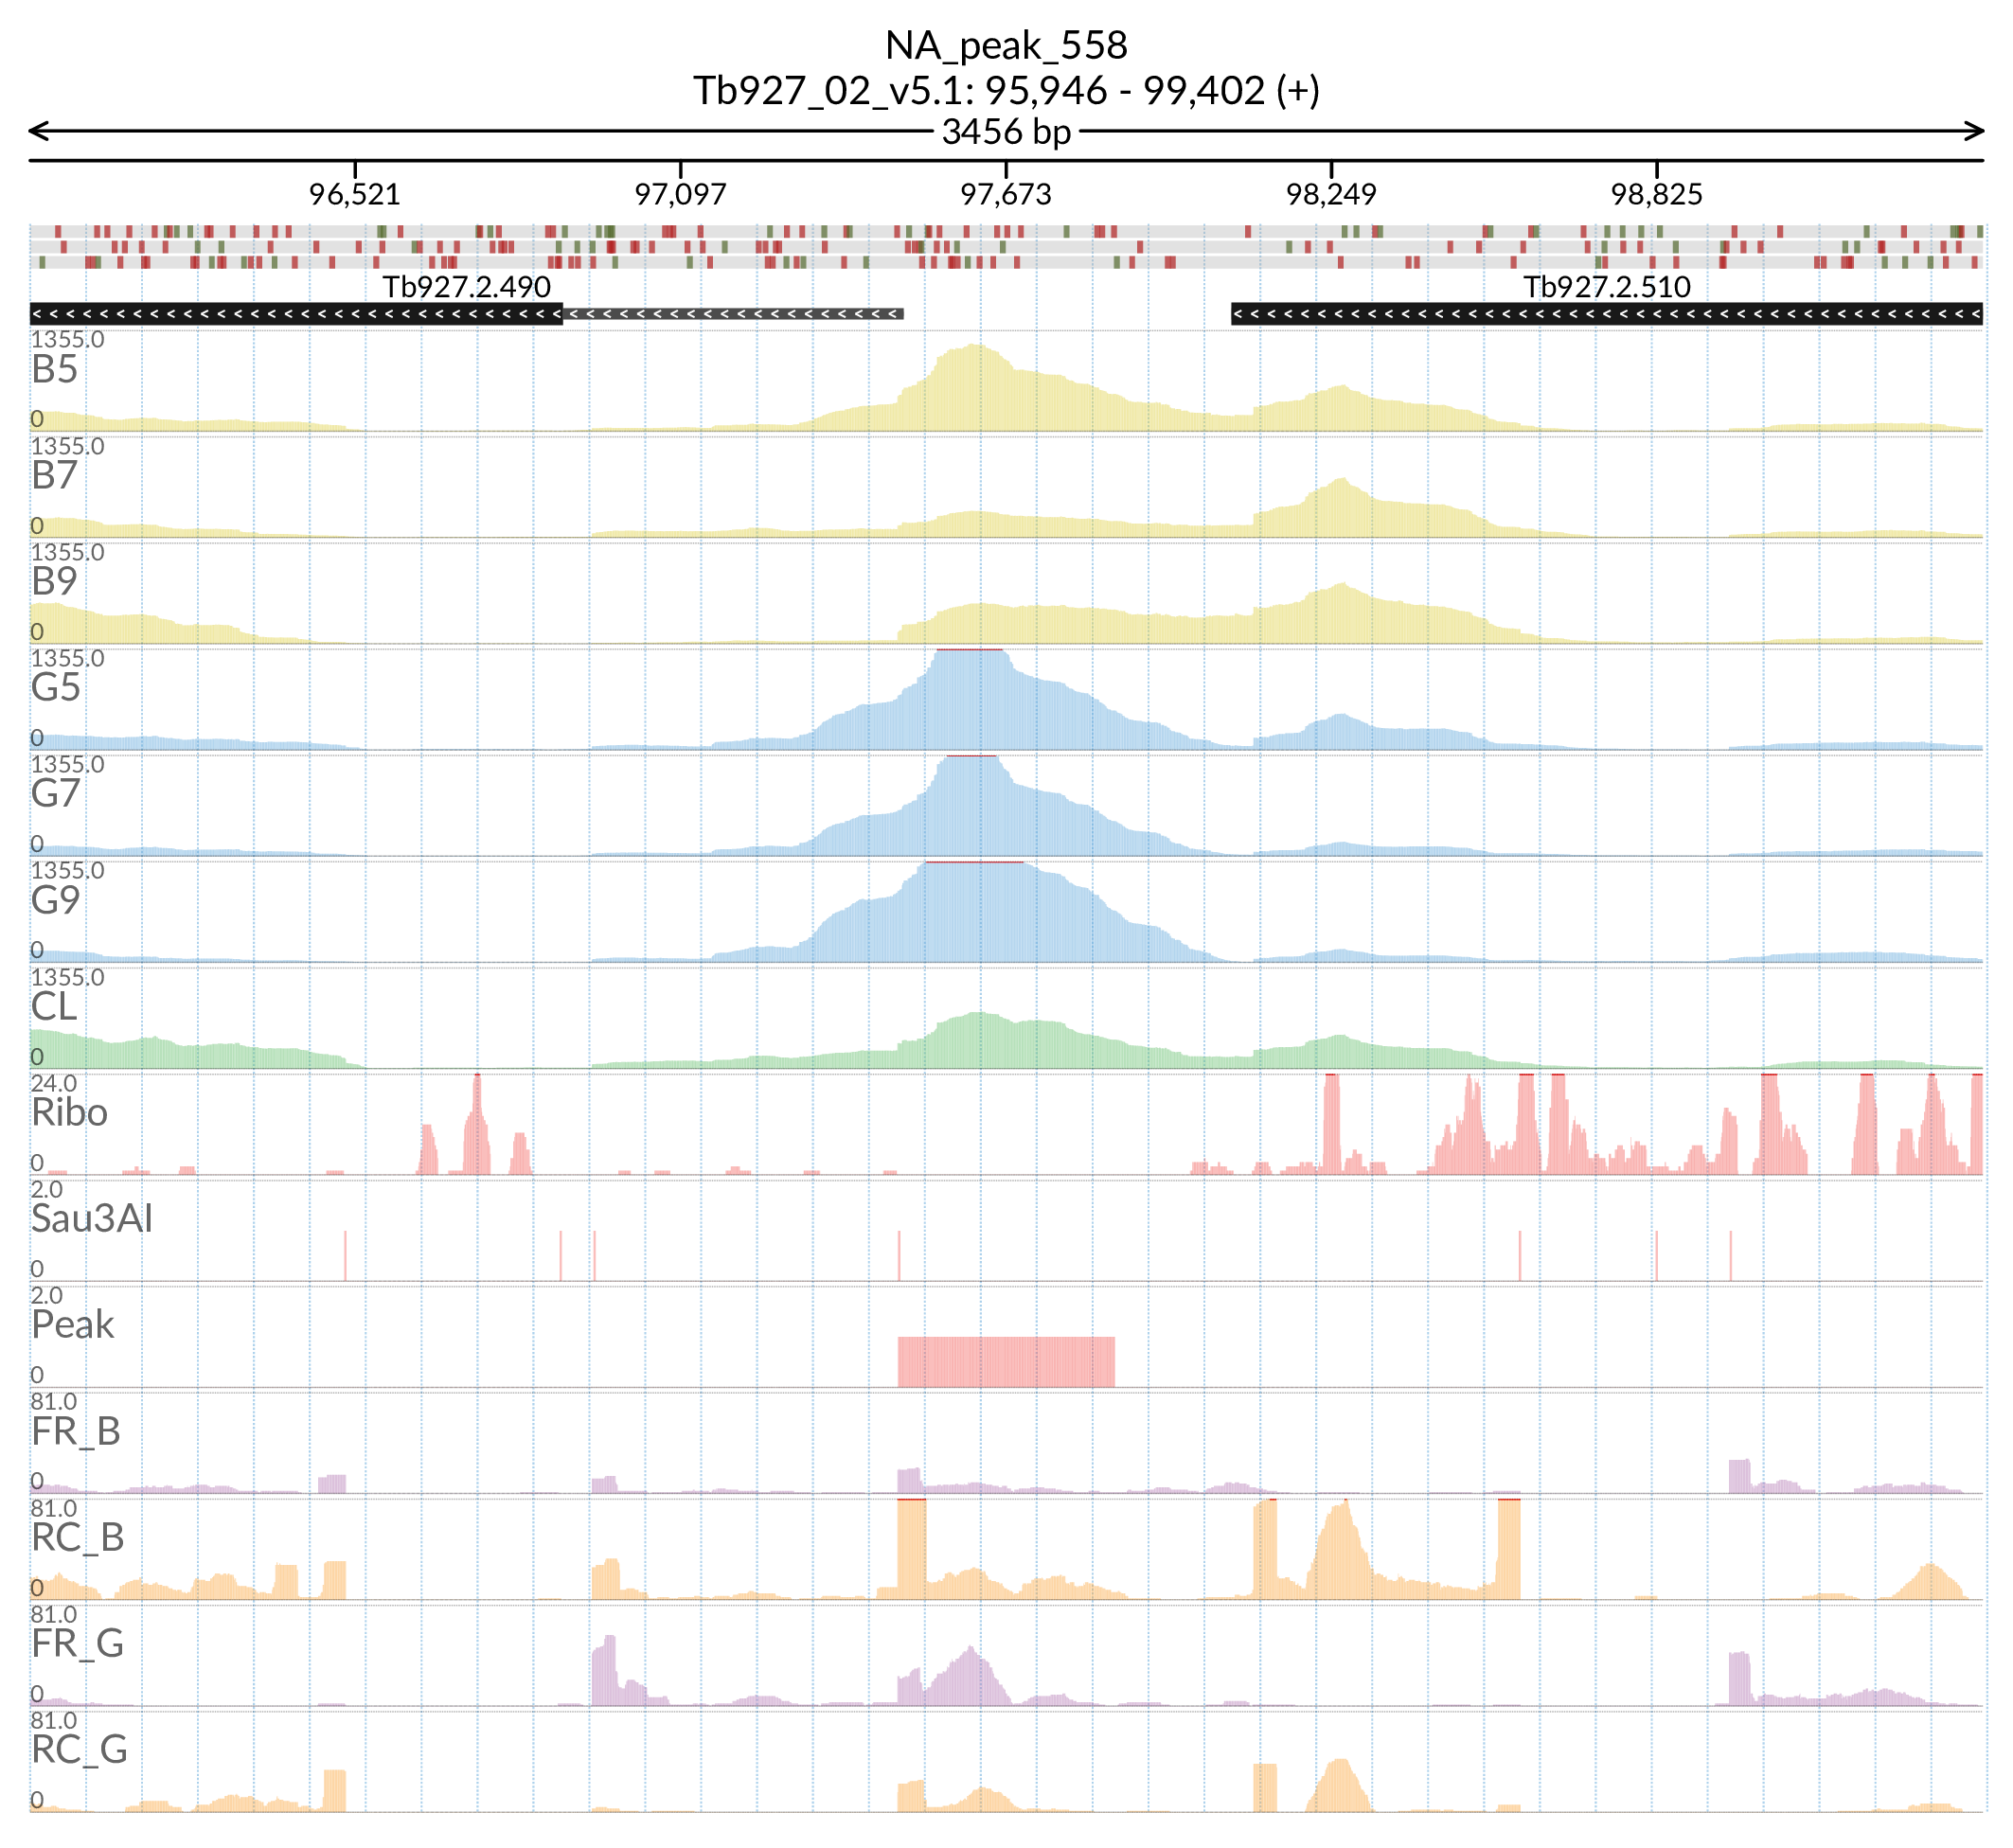 NA_peak_558
Tb927_02_v5.1: 95,946 - 99,402 (+)
3456 bp
96,521 97,097 97,673 98,249 98,825
Tb927.2.490 Tb927.2.510
1355.0
B5
0
1355.0
B7
0
1355.0
B9
0
1355.0
G5
0
1355.0
G7
0
1355.0
G9
0
1355.0
CL
0
24.0
Ribo
0
2.0
Sau3AI
0
2.0
Peak
0
81.0
FR_B
0
81.0
RC_B
0
81.0
FR_G
0
81.0
RC_G
0